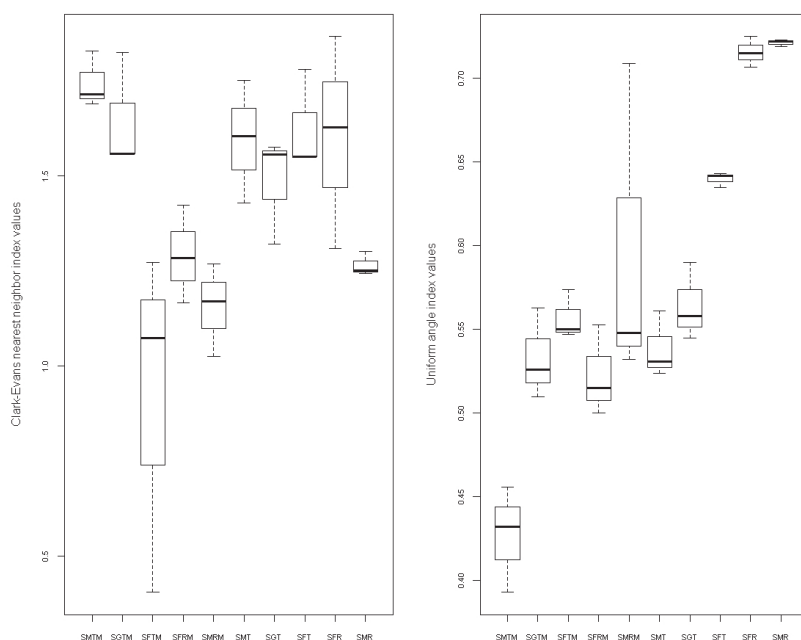 Clark-Evans nearest neighbor index values
1.5
1.0
0.5
SMTM SGTM SFTM SFRM SMRM SMT SGT SFT SFR SMR
Uniform angle index values
0.70
0.65
0.60
0.55
0.50
0.45
0.40
SMTM SGTM SFTM SFRM SMRM SMT SGT SFT SFR SMR